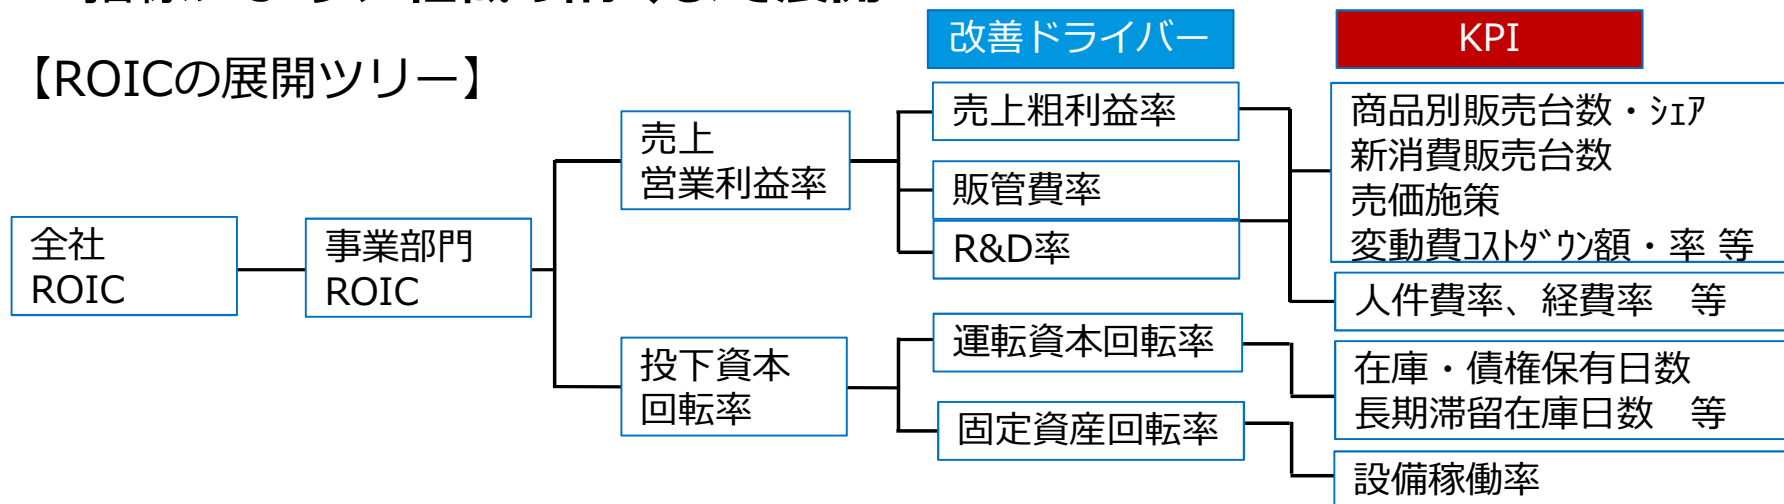 【ROICの展開ツリー】
改善ドライバー
KPI
全社
ROIC
事業部門
ROIC
売上
営業利益率
投下資本
回転率
売上粗利益率
販管費率
R&D率
運転資本回転率
固定資産回転率
商品別販売台数・ｼｪｱ
新消費販売台数
売価施策
変動費ｺｽﾄﾀﾞｳﾝ額・率 等
人件費率、経費率　等
在庫・債権保有日数
長期滞留在庫日数　等
設備稼働率